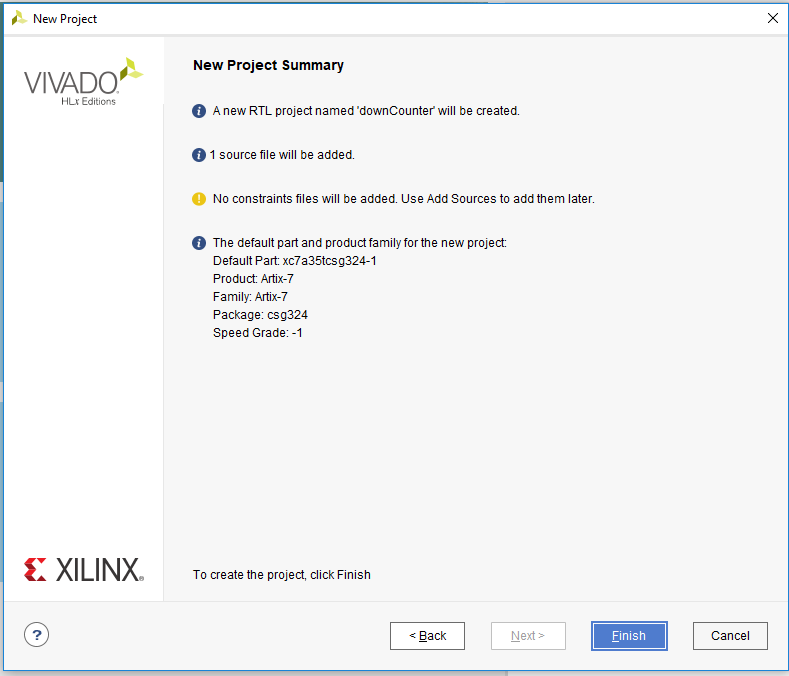 New Project
VIVADO
HLx Editions
New Project Summary
A new RTL project named 'downCounter' will be created.
1 source file will be added.
No constraints files will be added. Use Add Sources to add them later.
The default part and product family for the new project:
Default Part: xc7a35tcsg324-1
Product: Artix-7
Family: Artix-7
Package: csg324
Speed Grade: -1
XILINX®
To create the project, click Finish
?
< Back
Next >
Finish
Cancel